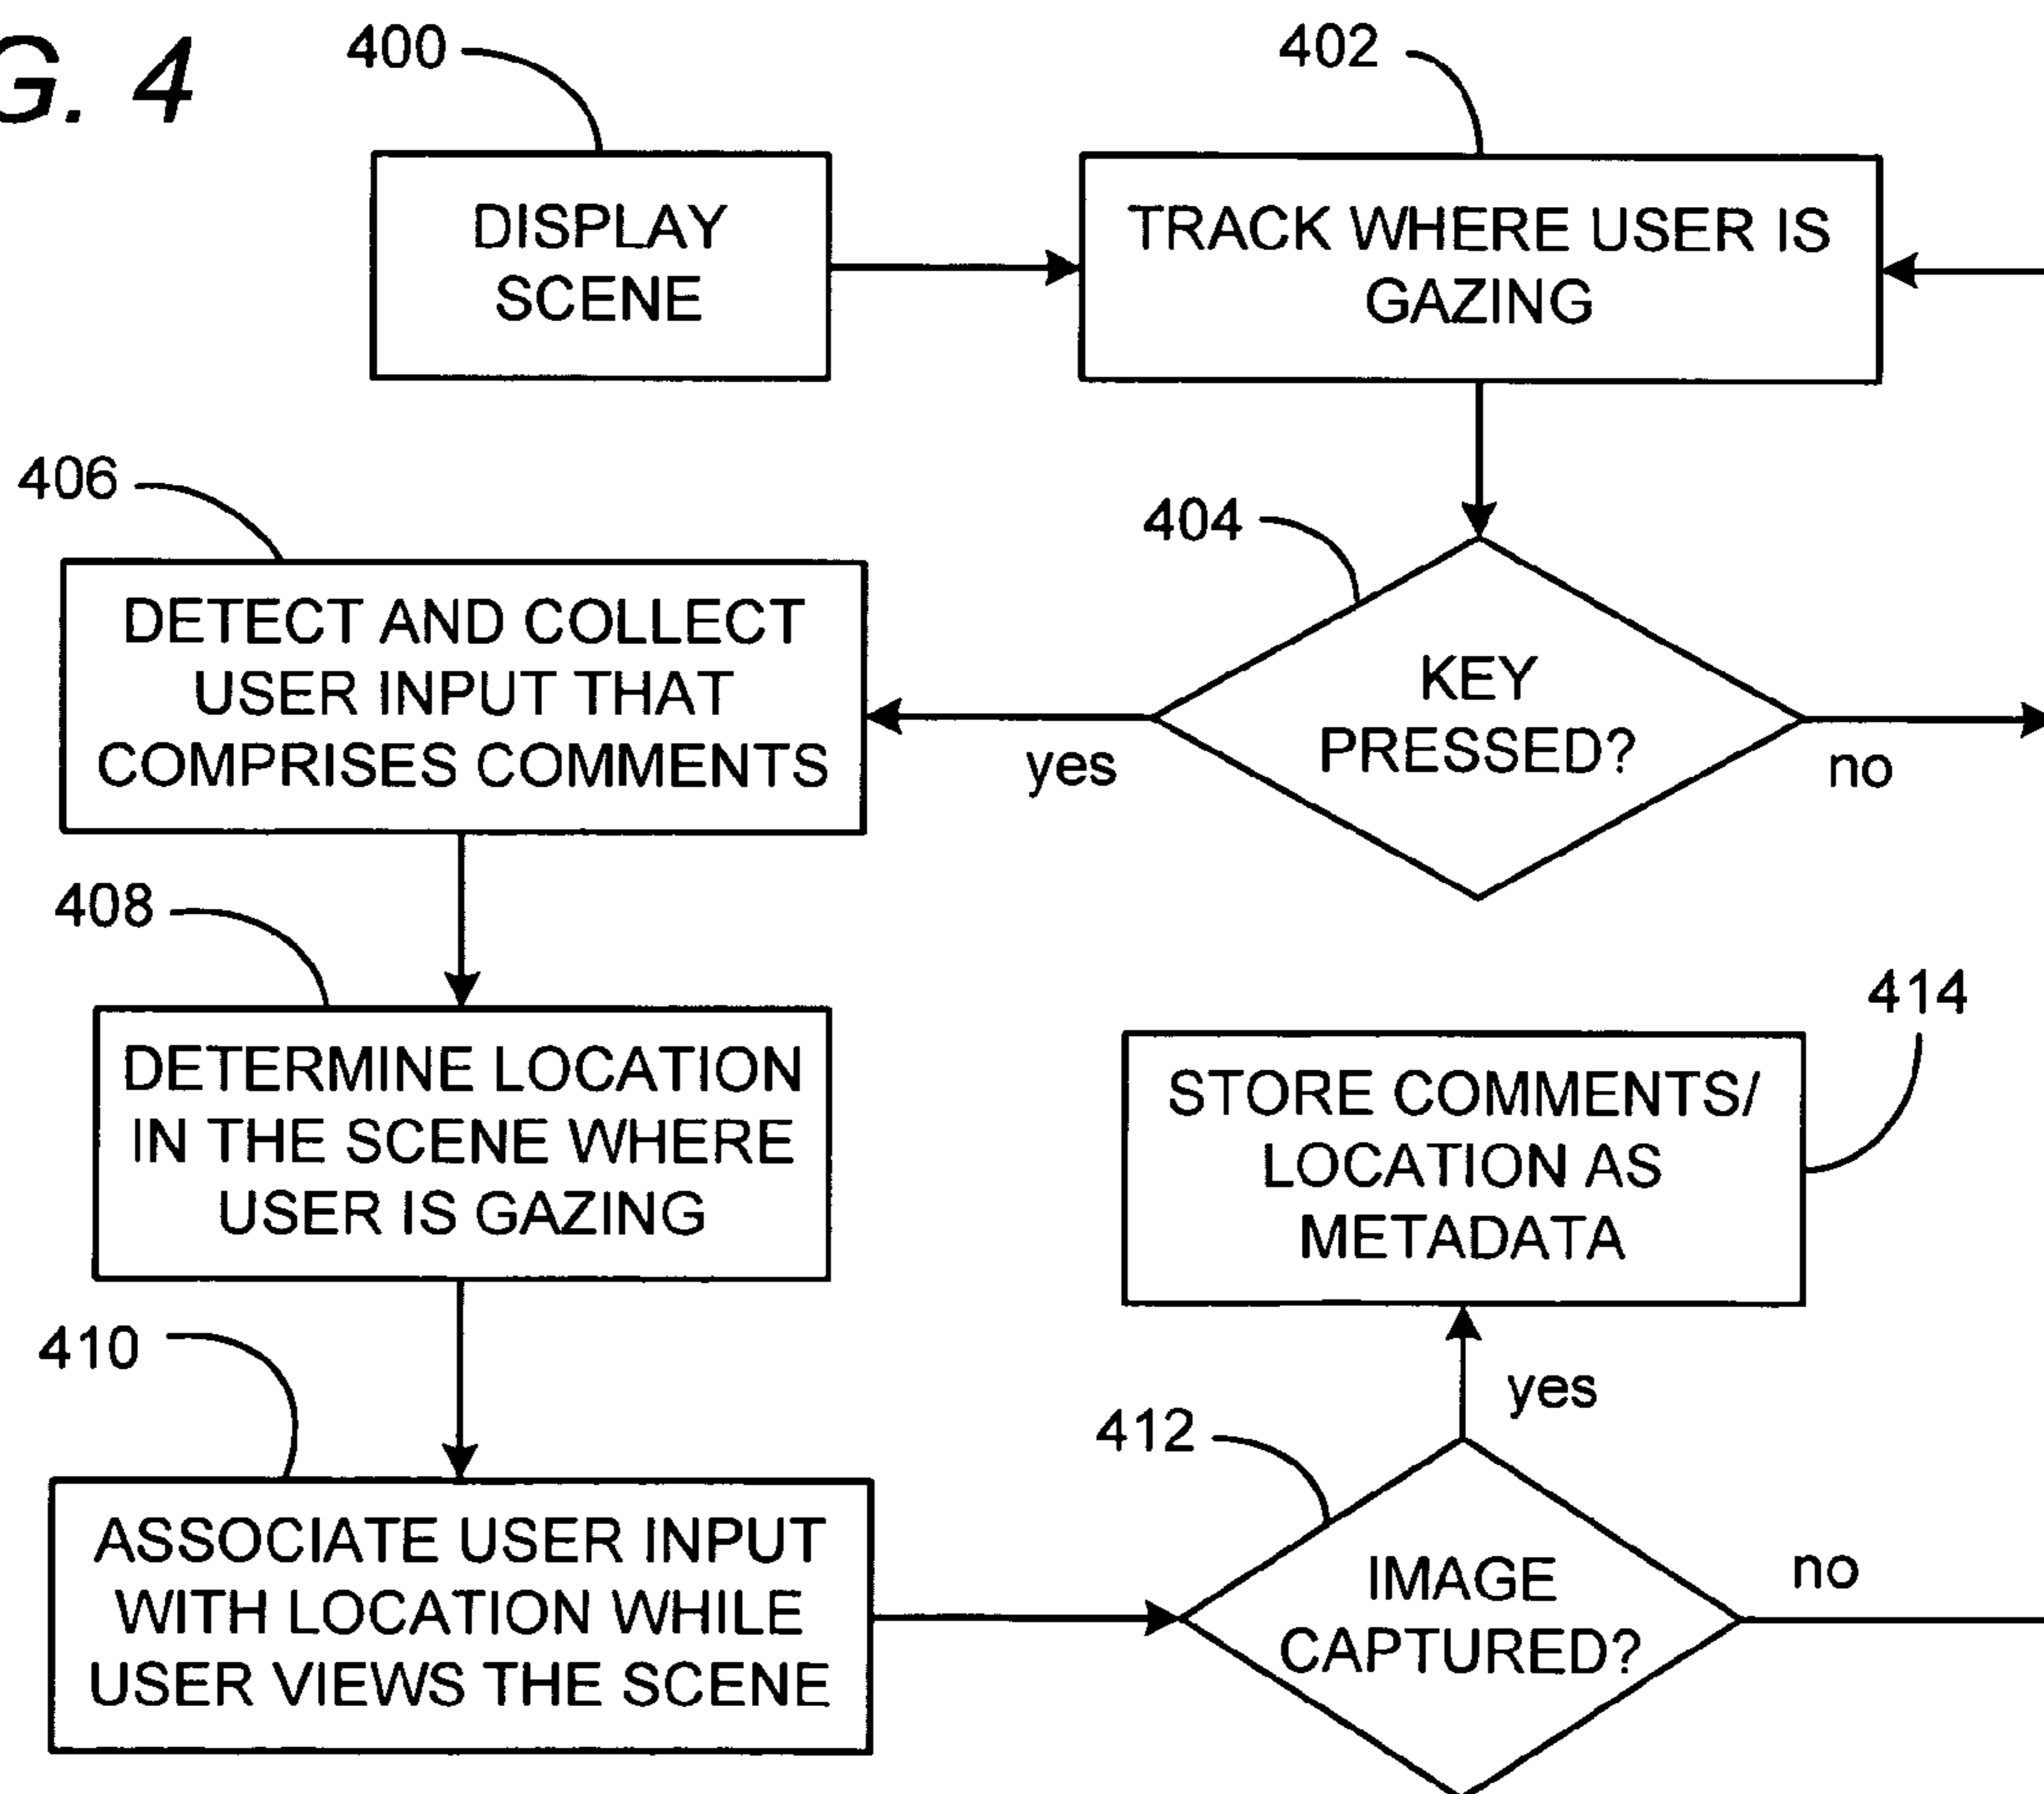 G. 4
400
402
DISPLAY
SCENE
TRACK WHERE USER IS
GAZING
406
404
DETECT AND COLLECT
USER INPUT THAT
COMPRISES COMMENTS
KEY
PRESSED?
yes
no
408
414
DETERMINE LOCATION
IN THE SCENE WHERE
USER IS GAZING
STORE COMMENTS/
LOCATION AS
METADATA
410
yes
412
ASSOCIATE USER INPUT
WITH LOCATION WHILE
USER VIEWS THE SCENE
IMAGE
CAPTURED?
no